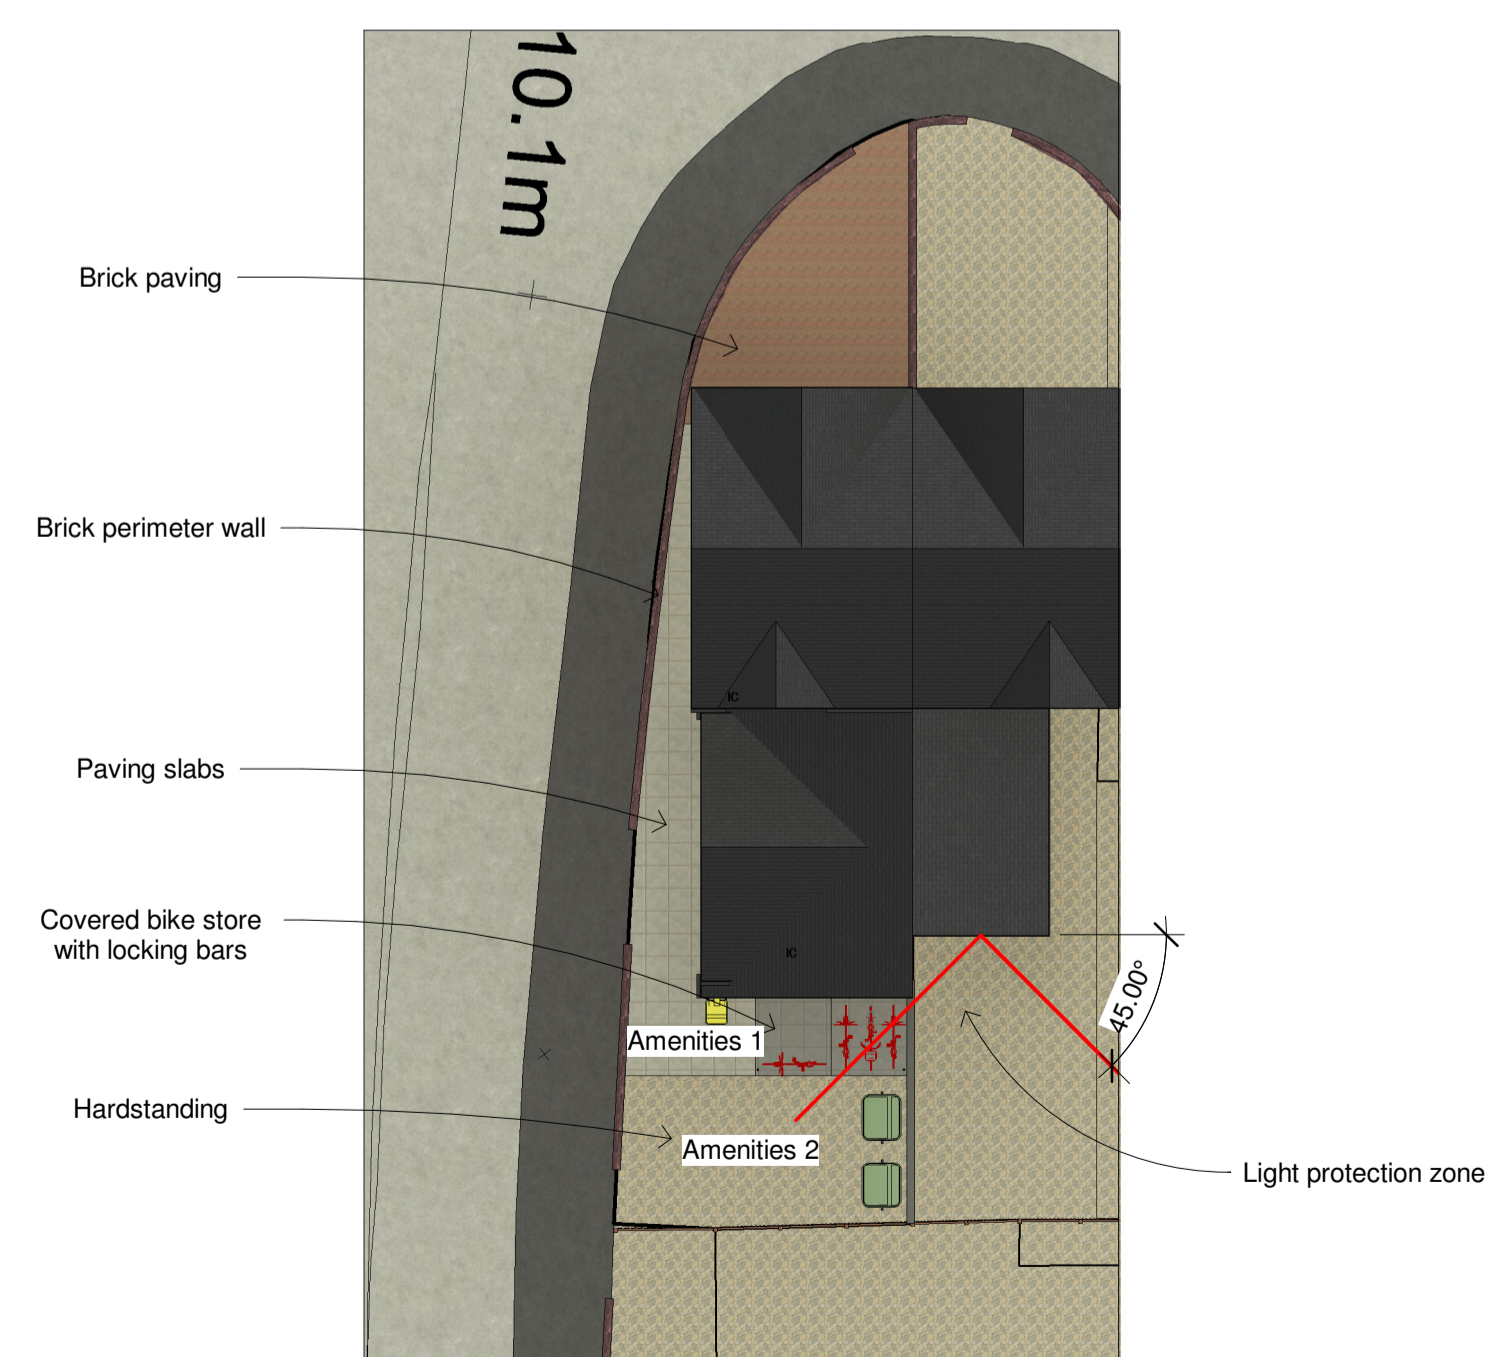 10.1m
Brick paving
Brick perimeter wall
IC
Paving slabs
Covered bike store
with locking bars
IC
45.00°
Amenities 1
Hardstanding
Amenities 2
Light protection zone